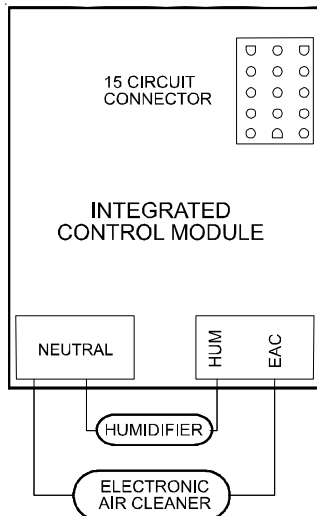 15 CIRCUIT
CONNECTOR
INTEGRATED
CONTROL MODULE
NEUTRAL
HUM
EAC
HUMIDIFIER
ELECTRONIC
AIR CLEANER